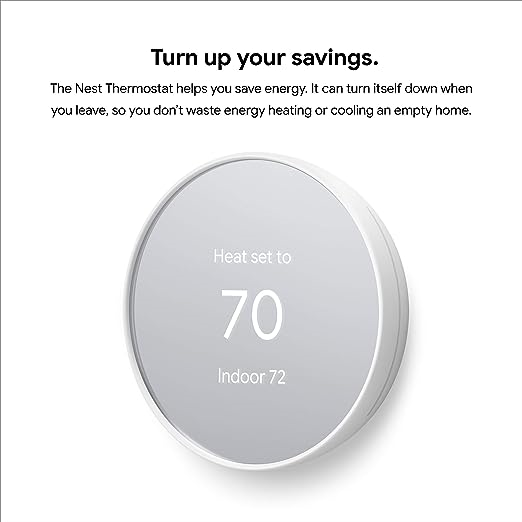 Turn up your savings.
The Nest Thermostat helps you save energy. It can turn itself down when
you leave, so you don’t waste energy heating or cooling an empty home.
Heat set to
70
Indoor 72